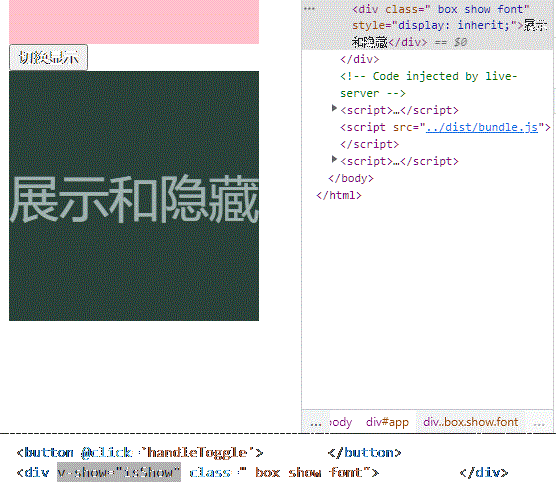 切换显示
展示和隐藏
<div class=" box show font"
style="display: inherit;">展示
和隐藏</div> == $0
</div>
<!-- Code injected by live-
server -->
<script>…</script>
<script src="../dist/bundle.js">
</script>
<script>…</script>
</body>
</html>
... body div#app div..box.show.font ...
<button @click="handleToggle"> </button>
<div v-show="isShow" class=" box show font"> </div>